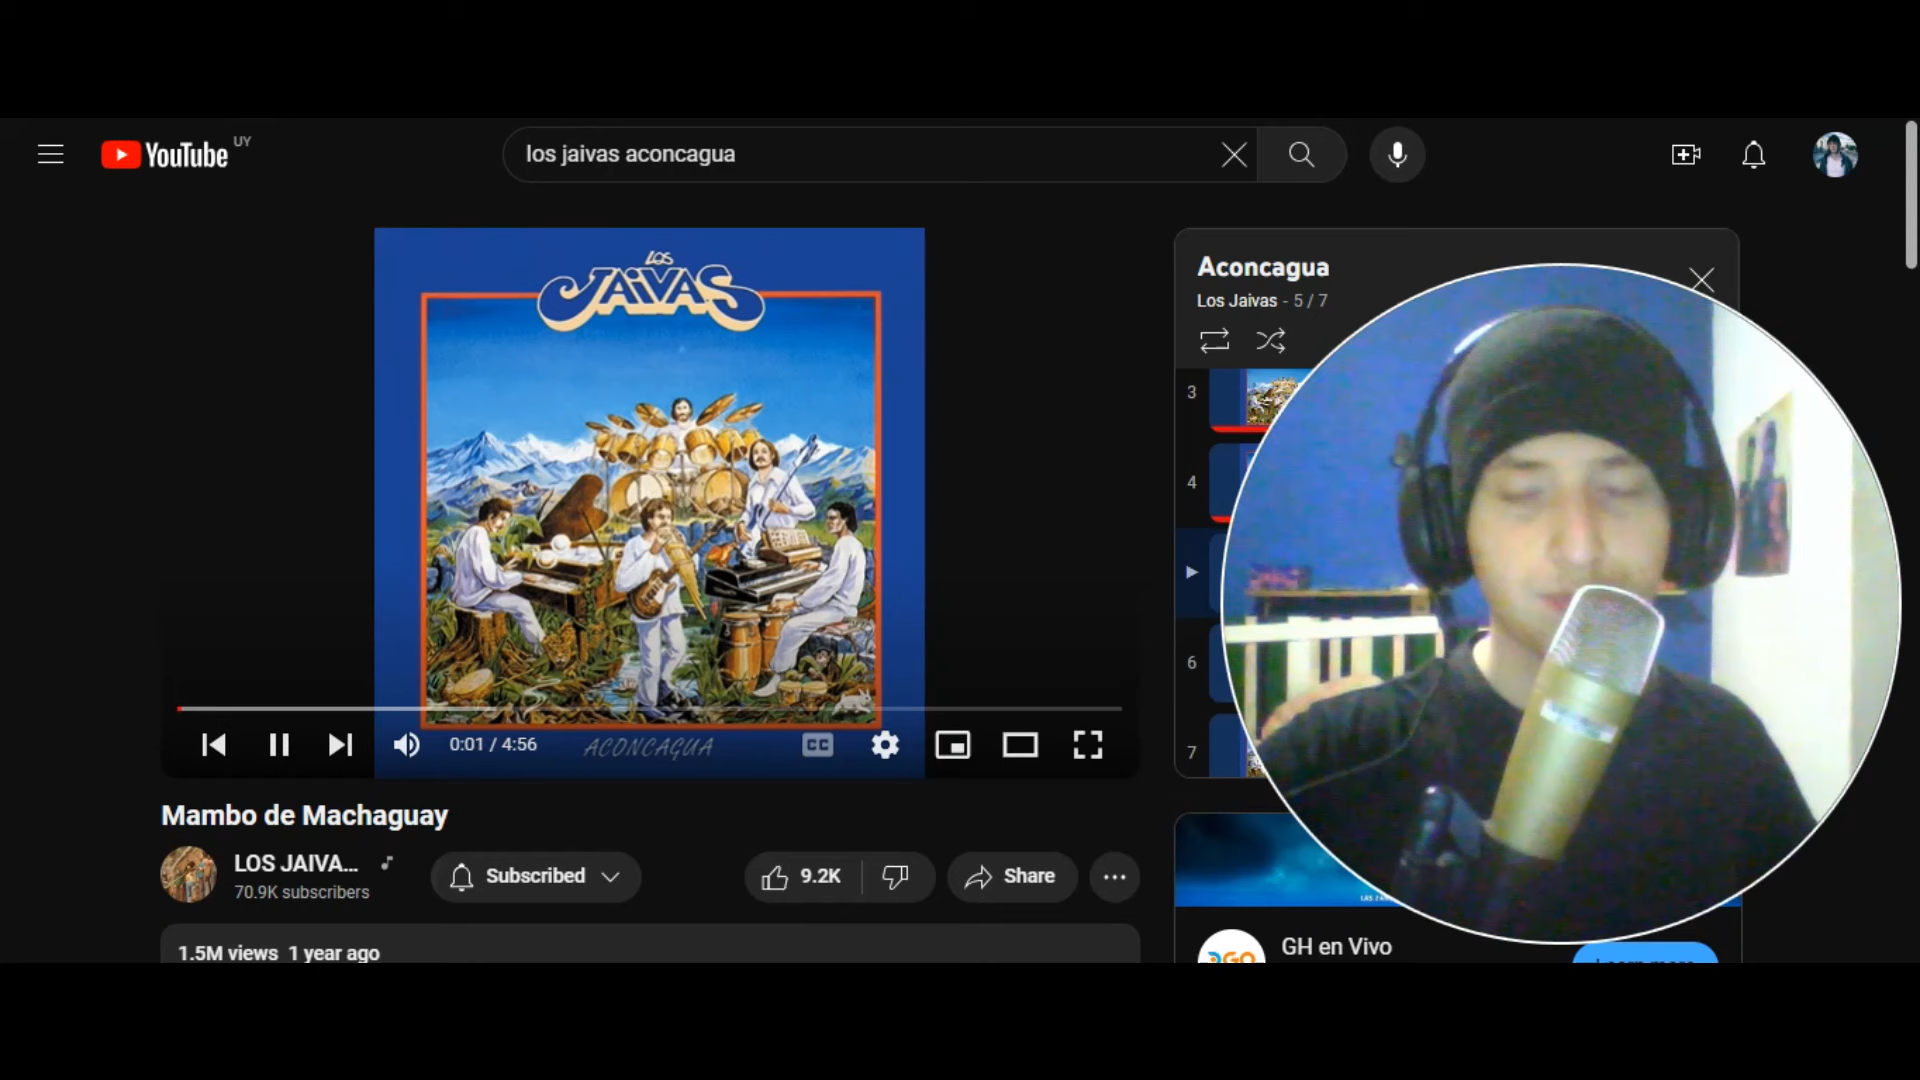 YouTube UY
los jaivas aconcagua
LOS
JAIVAS
ACONCAGUA
0:01 / 4:56
CC
Mambo de Machaguay
LOS JAIVA...
70.9K subscribers
Subscribed
9.2K
Share
1.5M views 1 year ago
Aconcagua
Los Jaivas - 5 / 7
3
4
6
7
GH en Vivo